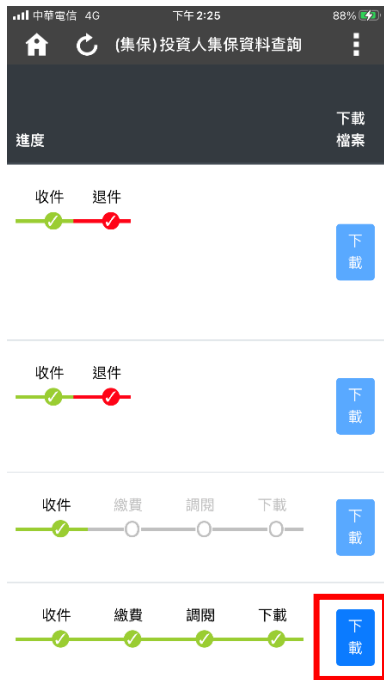 中華電信 4G 下午 2:25 88%
(集保)投資人集保資料查詢
下載
進度 檔案
收件 退件
下
載
收件 退件
下
載
收件 繳費 調閱 下載
下
載
收件 繳費 調閱 下載
下
載